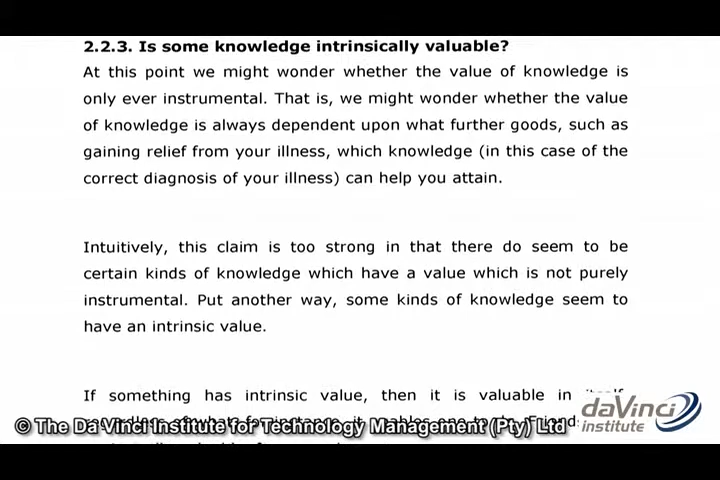 2.2.3. Is some knowledge intrinsically valuable?
At this point we might wonder whether the value of knowledge is
only ever instrumental. That is, we might wonder whether the value
of knowledge is always dependent upon what further goods, such as
gaining relief from your illness, which knowledge (in this case of the
correct diagnosis of your illness) can help you attain.
Intuitively, this claim is too strong in that there do seem to be
certain kinds of knowledge which have a value which is not purely
instrumental. Put another way, some kinds of knowledge seem to
have an intrinsic value.
If something has intrinsic value, then it is valuable in
© The Da Vinci Institute for Technology Management (Pty) Ltd
daVinci
institute